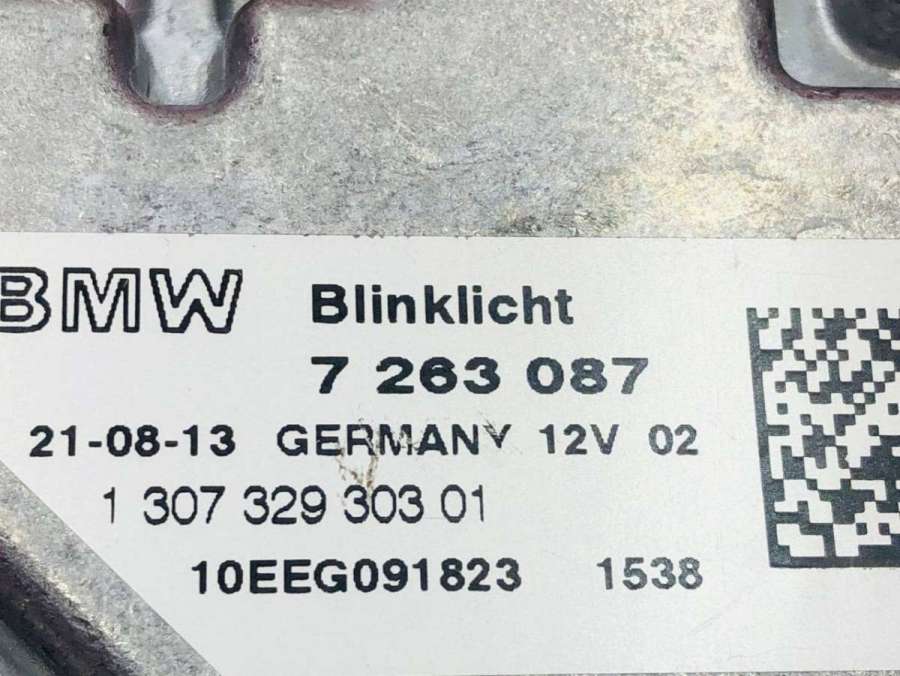 BMW Blinklicht
7 263 087
21-08-13 GERMANY 12V 02
1 307 329 303 01
10EEG091823 1538